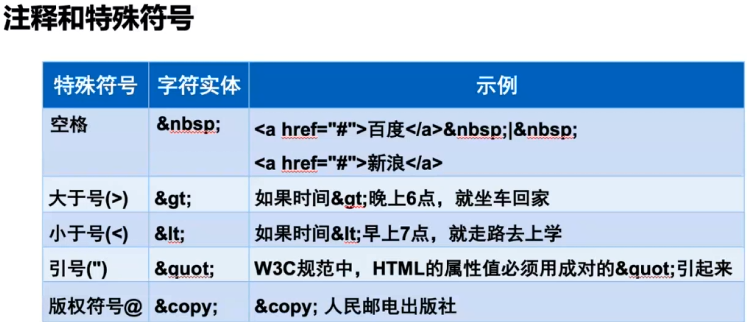 注释和特殊符号
特殊符号 字符实体 示例
空格 &nbsp; <a href="#">百度</a>&nbsp;|&nbsp;
<a href="#">新浪</a>
大于号(>) &gt; 如果时间&gt;晚上6点，就坐车回家
小于号(<) &lt; 如果时间&lt;早上7点，就走路去上学
引号(") &quot; W3C规范中，HTML的属性值必须用成对的&quot;引起来
版权符号@ &copy; &copy; 人民邮电出版社